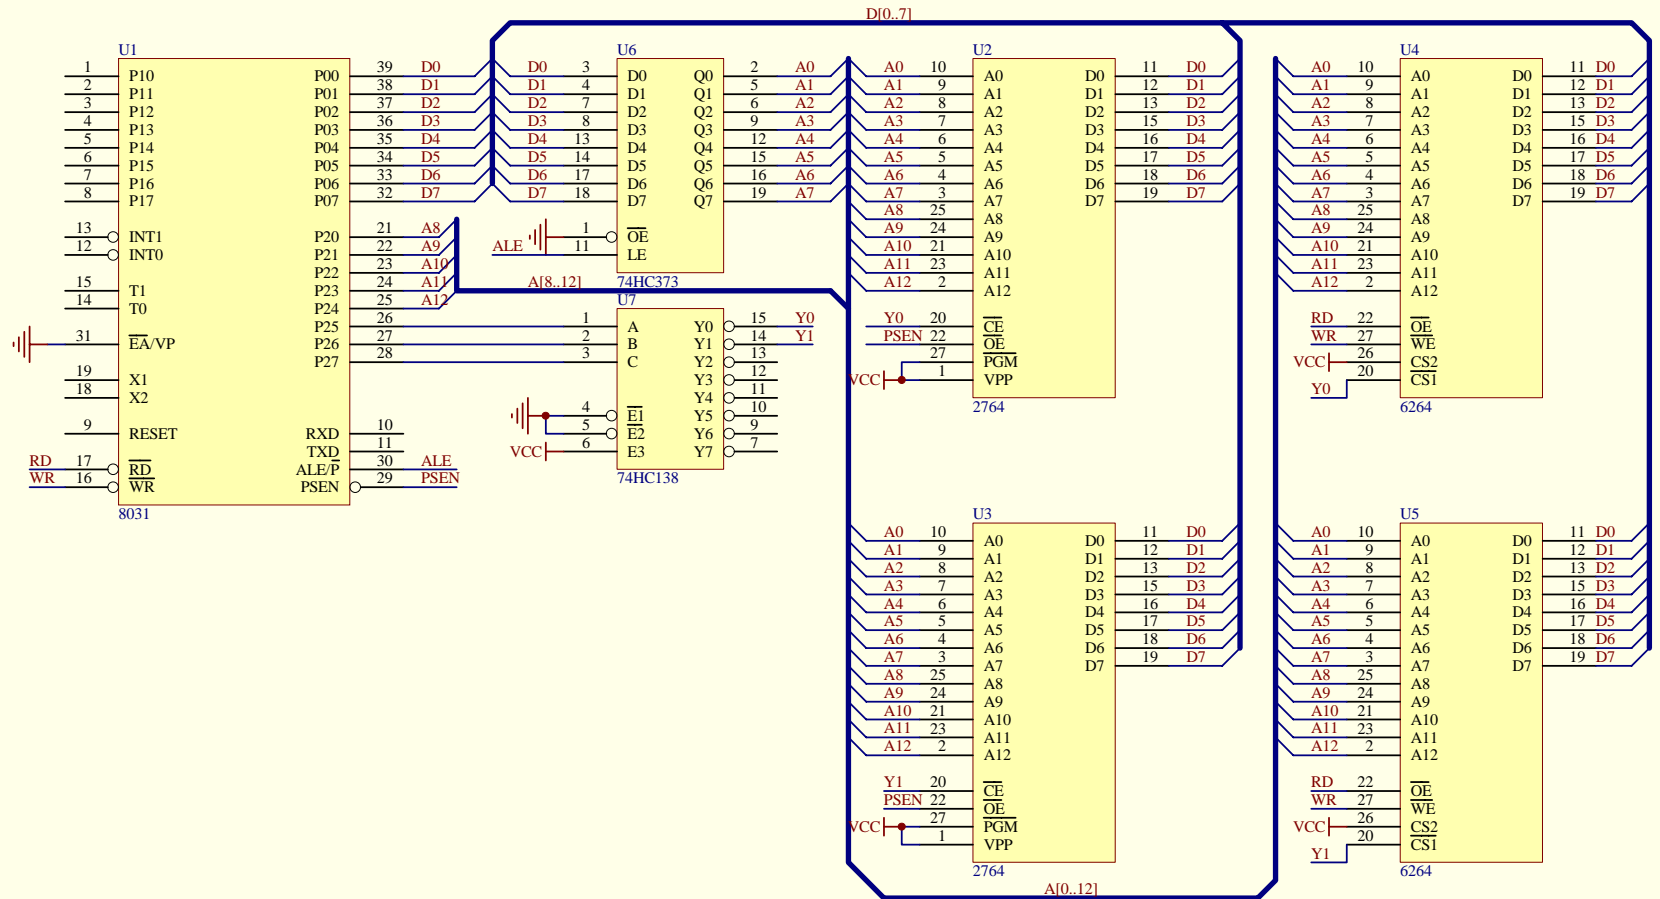 D[0..7]
U1
1 P10 P00 39 D0
2 P11 P01 38 D1
3 P12 P02 37 D2
4 P13 P03 36 D3
5 P14 P04 35 D4
6 P15 P05 34 D5
7 P16 P06 33 D6
8 P17 P07 32 D7
13 INT1 P20 21 A8
12 INT0 P21 22 A9
P22 23 A10
15 T1 P23 24 A11
14 T0 P24 25 A12
P25 26
31 EA/VP P26 27
P27 28
19 X1
18 X2
9 RESET RXD 10
TXD 11
RD 17 RD ALE/P 30 ALE
WR 16 WR PSEN 29 PSEN
8031
U6
D0 3 D0 Q0 2 A0
D1 4 D1 Q1 5 A1
D2 7 D2 Q2 6 A2
D3 8 D3 Q3 9 A3
D4 13 D4 Q4 12 A4
D5 14 D5 Q5 15 A5
D6 17 D6 Q6 16 A6
D7 18 D7 Q7 19 A7
1 OE
ALE 11 LE
74HC373
A[8..12]
U7
1 A Y0 15 Y0
2 B Y1 14 Y1
3 C Y2 13
Y3 12
Y4 11
4 E1 Y5 10
5 E2 Y6 9
VCC 6 E3 Y7 7
74HC138
U2
A0 10 A0 D0 11 D0
A1 9 A1 D1 12 D1
A2 8 A2 D2 13 D2
A3 7 A3 D3 15 D3
A4 6 A4 D4 16 D4
A5 5 A5 D5 17 D5
A6 4 A6 D6 18 D6
A7 3 A7 D7 19 D7
A8 25 A8
A9 24 A9
A10 21 A10
A11 23 A11
A12 2 A12
Y0 20 CE
PSEN 22 OE
27 PGM
VCC 1 VPP
2764
U4
A0 10 A0 D0 11 D0
A1 9 A1 D1 12 D1
A2 8 A2 D2 13 D2
A3 7 A3 D3 15 D3
A4 6 A4 D4 16 D4
A5 5 A5 D5 17 D5
A6 4 A6 D6 18 D6
A7 3 A7 D7 19 D7
A8 25 A8
A9 24 A9
A10 21 A10
A11 23 A11
A12 2 A12
RD 22 OE
WR 27 WE
VCC 26 CS2
Y0 20 CS1
6264
U3
A0 10 A0 D0 11 D0
A1 9 A1 D1 12 D1
A2 8 A2 D2 13 D2
A3 7 A3 D3 15 D3
A4 6 A4 D4 16 D4
A5 5 A5 D5 17 D5
A6 4 A6 D6 18 D6
A7 3 A7 D7 19 D7
A8 25 A8
A9 24 A9
A10 21 A10
A11 23 A11
A12 2 A12
Y1 20 CE
PSEN 22 OE
VCC 27 PGM
1 VPP
2764
U5
A0 10 A0 D0 11 D0
A1 9 A1 D1 12 D1
A2 8 A2 D2 13 D2
A3 7 A3 D3 15 D3
A4 6 A4 D4 16 D4
A5 5 A5 D5 17 D5
A6 4 A6 D6 18 D6
A7 3 A7 D7 19 D7
A8 25 A8
A9 24 A9
A10 21 A10
A11 23 A11
A12 2 A12
RD 22 OE
WR 27 WE
VCC 26 CS2
Y1 20 CS1
6264
A[0..12]